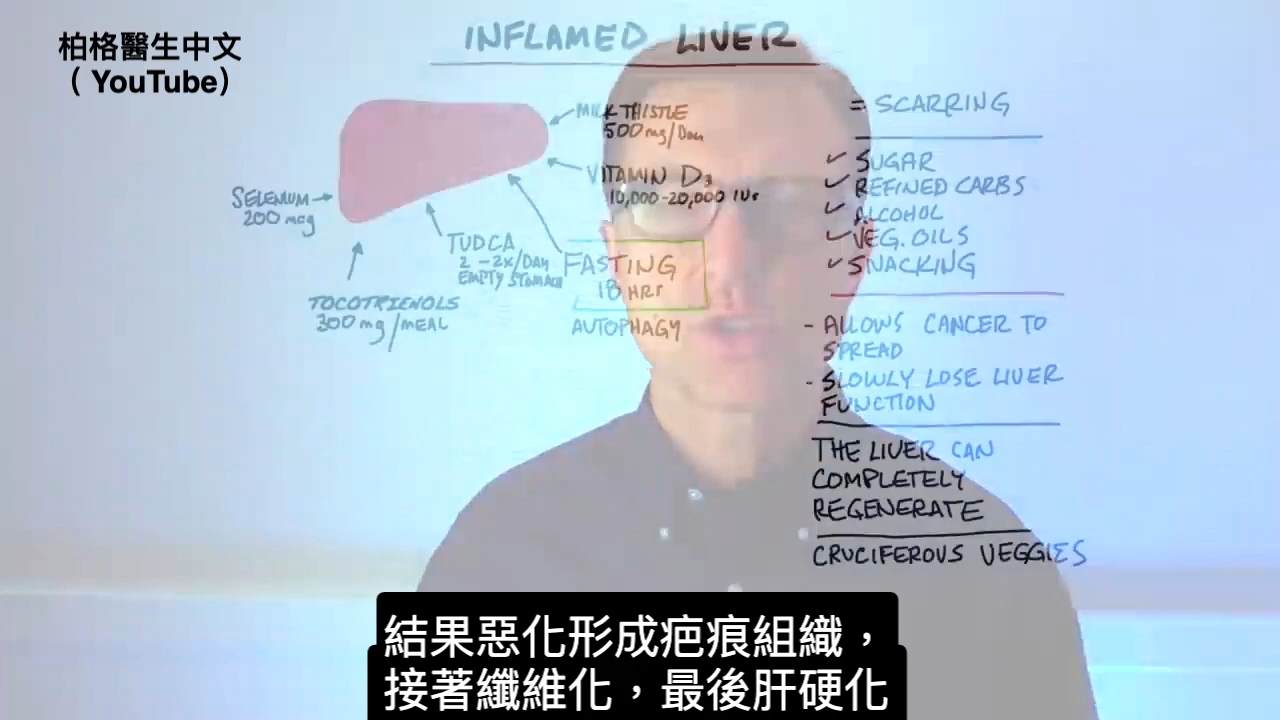 柏格醫生中文
（ YouTube）
INFLAMED LIVER
MILK THISTLE
500mg/Day
VITAMIN D3
10,000-20,000 IUs
SELENIUM
200 mcg
TUDCA
2 - 2x/DAY
EMPTY STOMACH
FASTING
18 HRS
AUTOPHAGY
TOCOTRIENOLS
300mg/MEAL
= SCARRING
✓ SUGAR
✓ REFINED CARBS
✓ ALCOHOL
✓ VEG. OILS
✓ SNACKING
- ALLOWS CANCER TO
SPREAD
- SLOWLY LOSE LIVER
FUNCTION
THE LIVER CAN
COMPLETELY
REGENERATE
CRUCIFEROUS VEGGIES
結果惡化形成疤痕組織，
接著纖維化，最後肝硬化